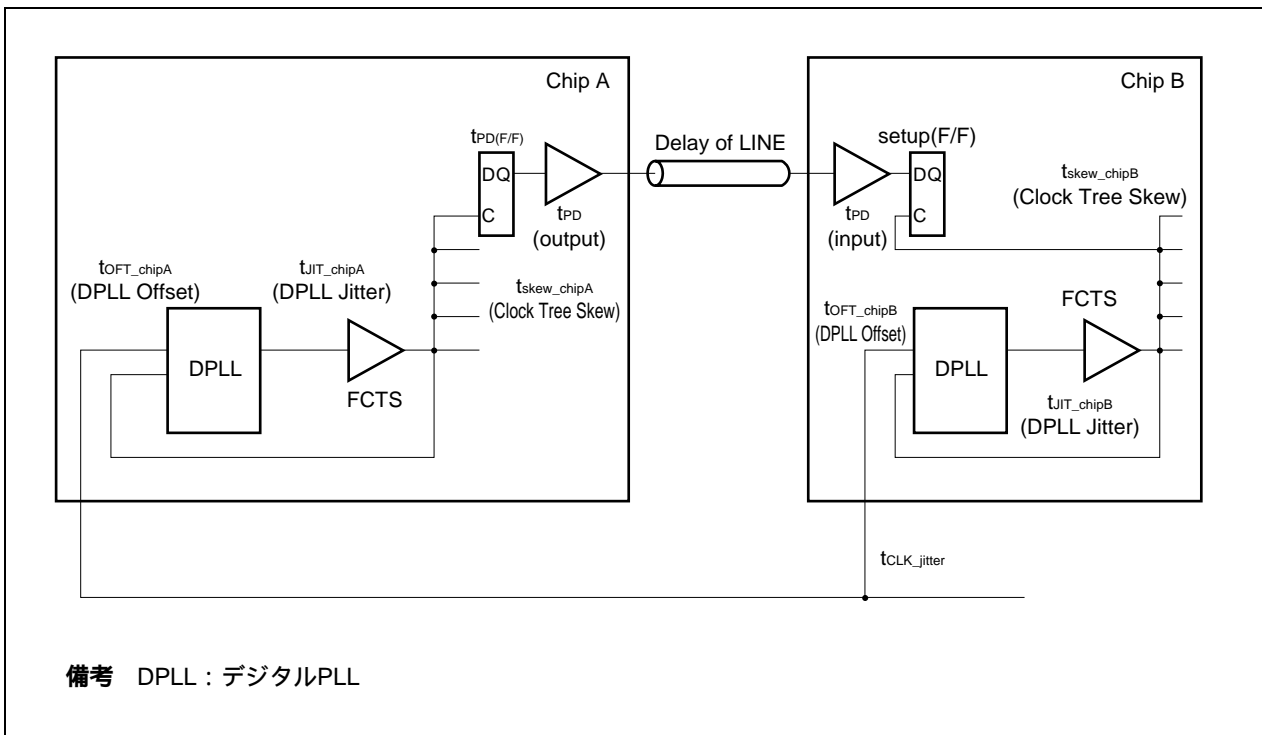 Chip A
tPD(F/F)
DQ
C
tPD
(output)
tOFT_chipA
(DPLL Offset)
tJIT_chipA
(DPLL Jitter)
tskew_chipA
(Clock Tree Skew)
DPLL
FCTS
Delay of LINE
Chip B
setup(F/F)
DQ
C
tPD
(input)
tskew_chipB
(Clock Tree Skew)
tOFT_chipB
(DPLL Offset)
FCTS
DPLL
tJIT_chipB
(DPLL Jitter)
tCLK_jitter
備考 DPLL：デジタルPLL